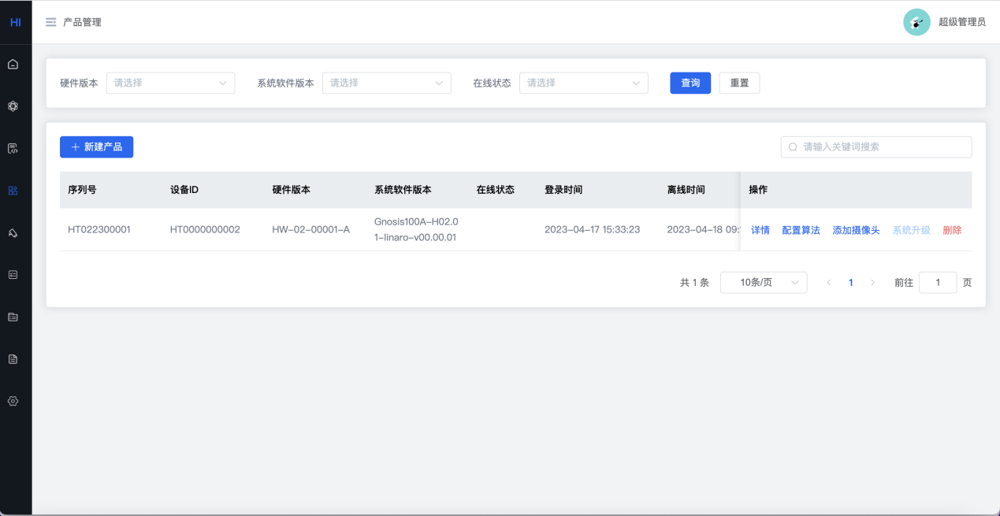 HI
产品管理
超级管理员
硬件版本 请选择 系统软件版本 请选择 在线状态 请选择 查询 重置
新建产品 请输入关键词搜索
序列号 设备ID 硬件版本 系统软件版本 在线状态 登录时间 离线时间 操作
HT022300001 HT0000000002 HW-02-00001-A Gnosis100A-H02.0 2023-04-17 15:33:23 2023-04-18 09: 详情 配置算法 添加摄像头 系统升级 删除
1-linaro-v00.00.01
共 1 条 10条/页 1 前往 1 页